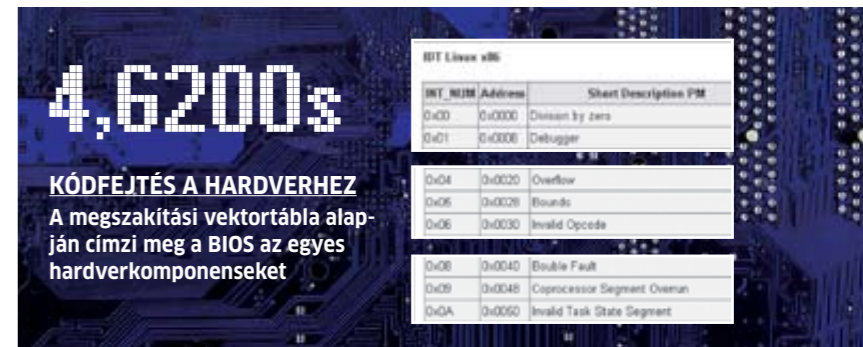 4,6200s
KÓDFEJTÉS A HARDVERHEZ
A megszakítási vektortábla alap-
ján címzi meg a BIOS az egyes
hardverkomponenseket
IDT Linux x86
INT_NUM Address Short Description PM
0x00 0x0000 Division by zero
0x01 0x0008 Debugger
0x04 0x0020 Overflow
0x05 0x0028 Bounds
0x06 0x0030 Invalid Opcode
0x08 0x0040 Double Fault
0x09 0x0048 Coprocessor Segment Overrun
0x0A 0x0050 Invalid Task State Segment